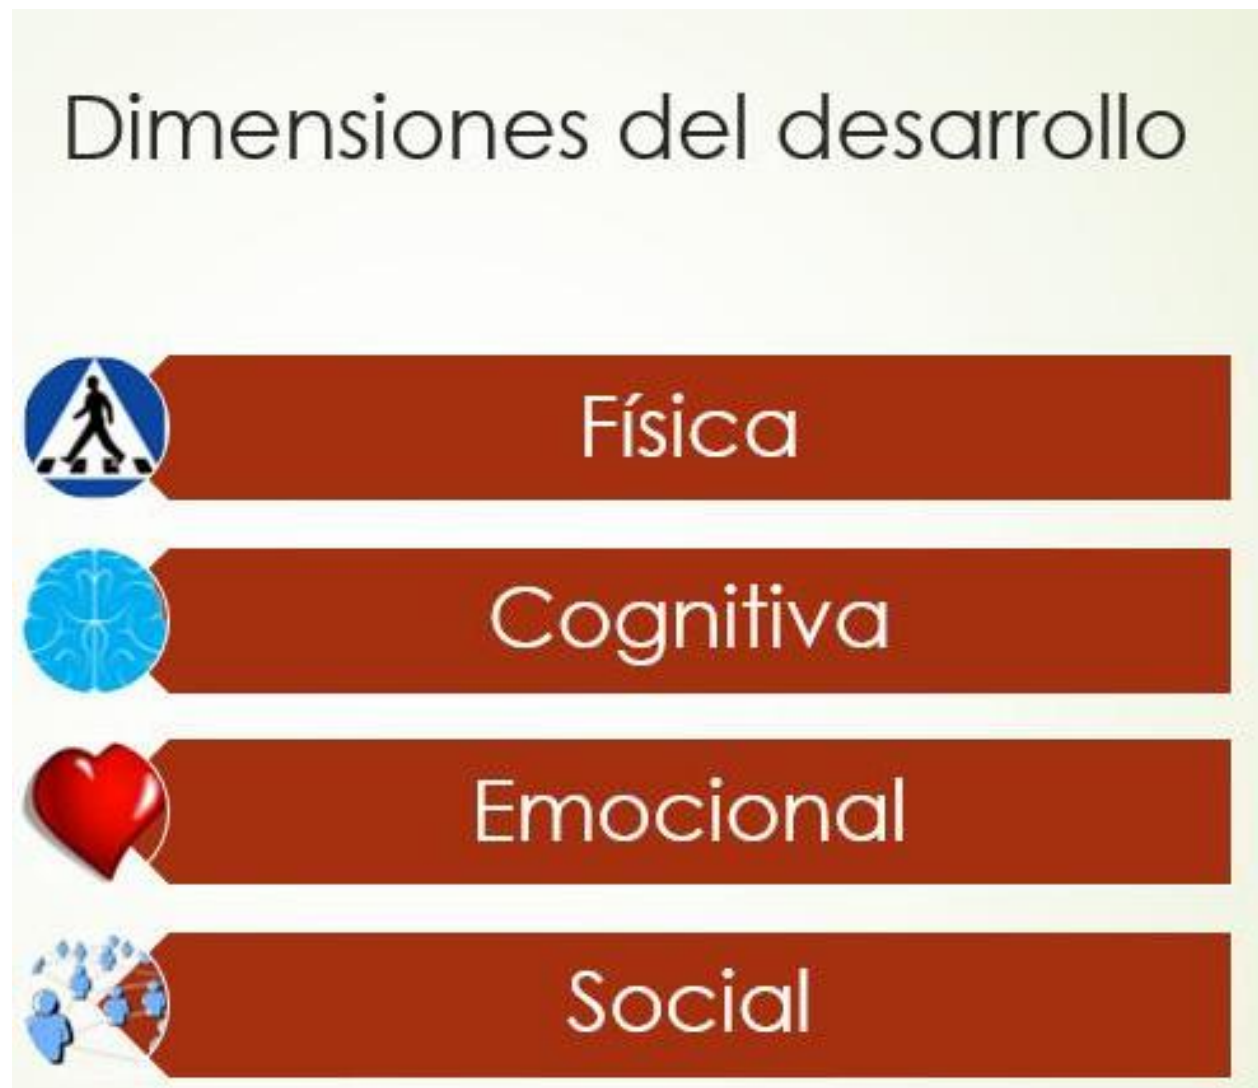 Dimensiones del desarrollo
Física
Cognitiva
Emocional
Social